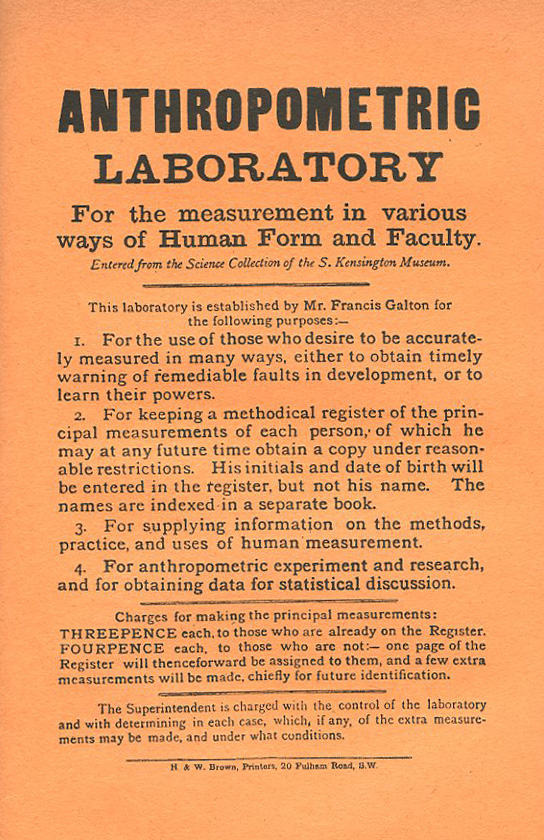 ANTHROPOMETRIC
LABORATORY
For the measurement in various
ways of Human Form and Faculty.
Entered from the Science Collection of the S. Kensington Museum.
This laboratory is established by Mr. Francis Galton for
the following purposes:—
1. For the use of those who desire to be accurate-
ly measured in many ways, either to obtain timely
warning of remediable faults in development, or to
learn their powers.
2. For keeping a methodical register of the prin-
cipal measurements of each person, of which he
may at any future time obtain a copy under reason-
able restrictions. His initials and date of birth will
be entered in the register, but not his name. The
names are indexed in a separate book.
3. For supplying information on the methods,
practice, and uses of human measurement.
4. For anthropometric experiment and research,
and for obtaining data for statistical discussion.
Charges for making the principal measurements:
THREEPENCE each, to those who are already on the Register.
FOURPENCE each, to those who are not:— one page of the
Register will thenceforward be assigned to them, and a few extra
measurements will be made, chiefly for future identification.
The Superintendent is charged with the control of the laboratory
and with determining in each case, which, if any, of the extra measure-
ments may be made, and under what conditions.
H & W. Brown, Printers, 20 Fulham Road, S.W.